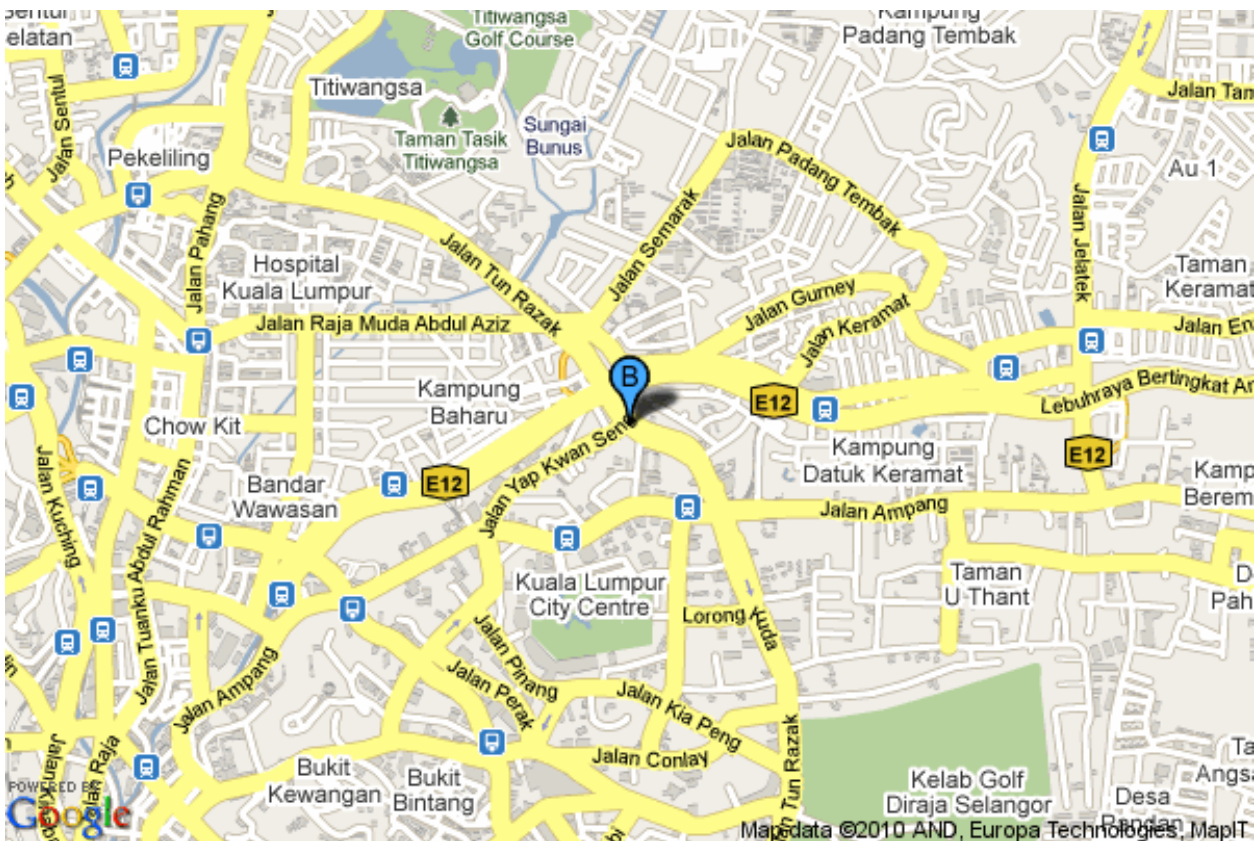 Sentul
elatan
Titiwangsa
Golf Course
Kampung
Padang Tembak
Jalan Tam
Jalan Sentul
Titiwangsa
Taman Tasik
Titiwangsa
Sungai
Bunus
Pekeliling
Jalan Padang Tembak
Au 1
Jalan Pahang
Jalan Semarak
Jalan Jelatek
Jalan Tun Razak
Hospital
Kuala Lumpur
Taman
Keramat
Jalan Gurney
Jalan Keramat
Jalan Raja Muda Abdul Aziz
Jalan En
B
Kampung
Baharu
E12
Lebuhraya Bertingkat Am
Chow Kit
Jalan Yap Kwan Seng
Kampung
Datuk Keramat
E12
Kamp
Berem
Jalan Kuching
Jalan Tuanku Abdul Rahman
Bandar
Wawasan
E12
Jalan Ampang
Kuala Lumpur
City Centre
Taman
U Thant
D
Pah
Lorong Kuda
Jalan Pinang
Jalan Ampang
Jalan Perak
Jalan Kia Peng
Jalan Conlay
Jalan Tun Razak
Jalan Raja
Bukit
Kewangan
Bukit
Bintang
Kelab Golf
Diraja Selangor
Ta
Angsa
Desa
Pandan
POWERED BY
Google
Map data ©2010 AND, Europa Technologies, MapIT